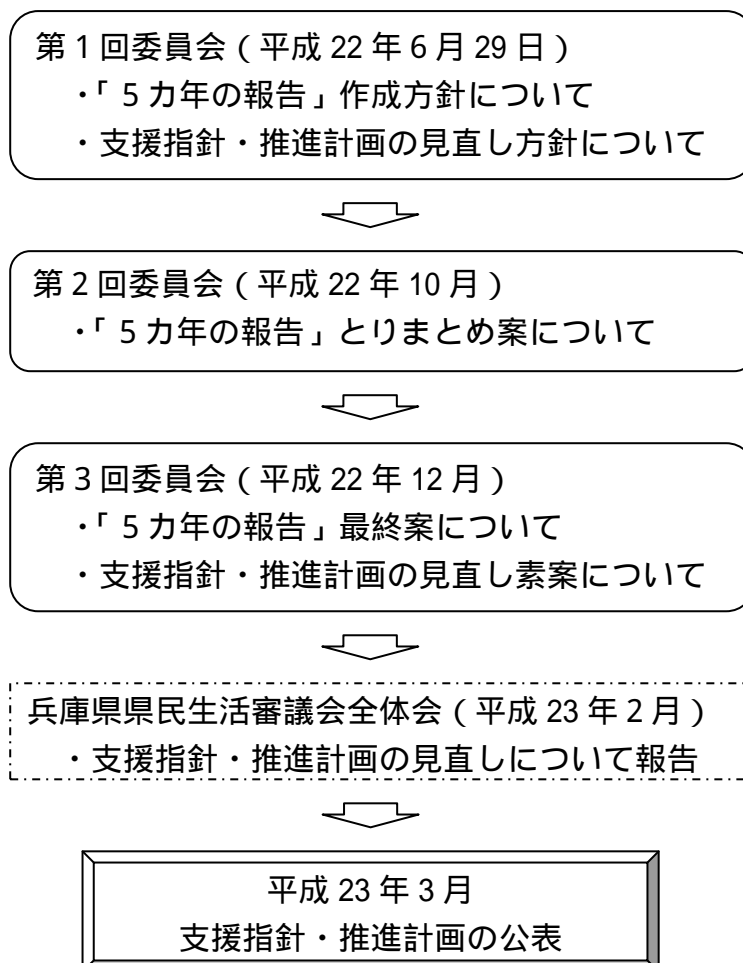 第1回委員会（平成 22 年 6 月 29 日）
・「 5 カ年の報告」作成方針について
・支援指針・推進計画の見直し方針について
第2回委員会（平成 22 年 10 月）
・「 5 カ年の報告」とりまとめ案について
第3回委員会（平成 22 年 12 月）
・「 5 カ年の報告」最終案について
・支援指針・推進計画の見直し素案について
兵庫県県民生活審議会全体会（平成 23 年 2 月）
・支援指針・推進計画の見直しについて報告
平成 23 年 3 月
支援指針・推進計画の公表